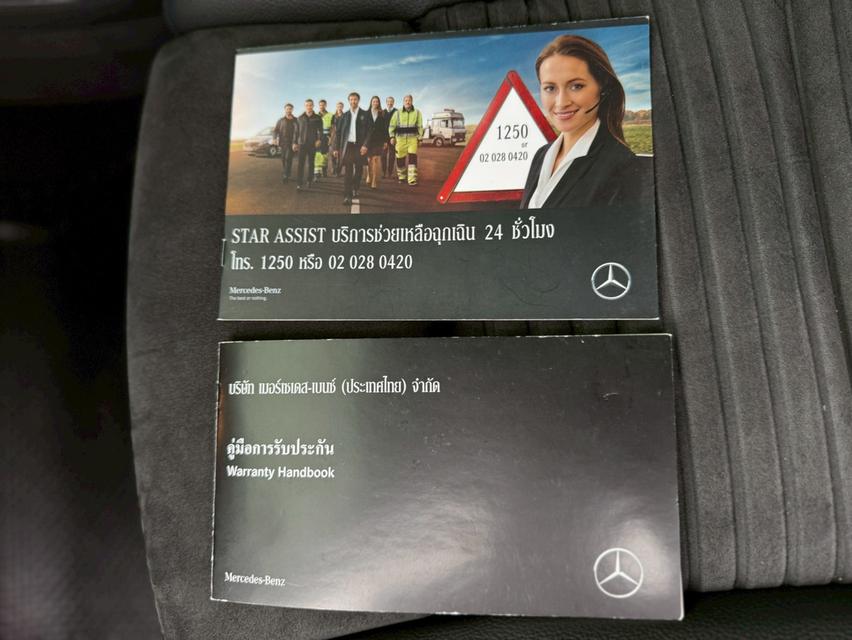 1250
or
02 028 0420
STAR ASSIST บริการช่วยเหลือฉุกเฉิน 24 ชั่วโมง
โทร. 1250 หรือ 02 028 0420
Mercedes-Benz
The best or nothing.
บริษัท เมอร์เซเดส-เบนซ์ (ประเทศไทย) จำกัด
คู่มือการรับประกัน
Warranty Handbook
Mercedes-Benz